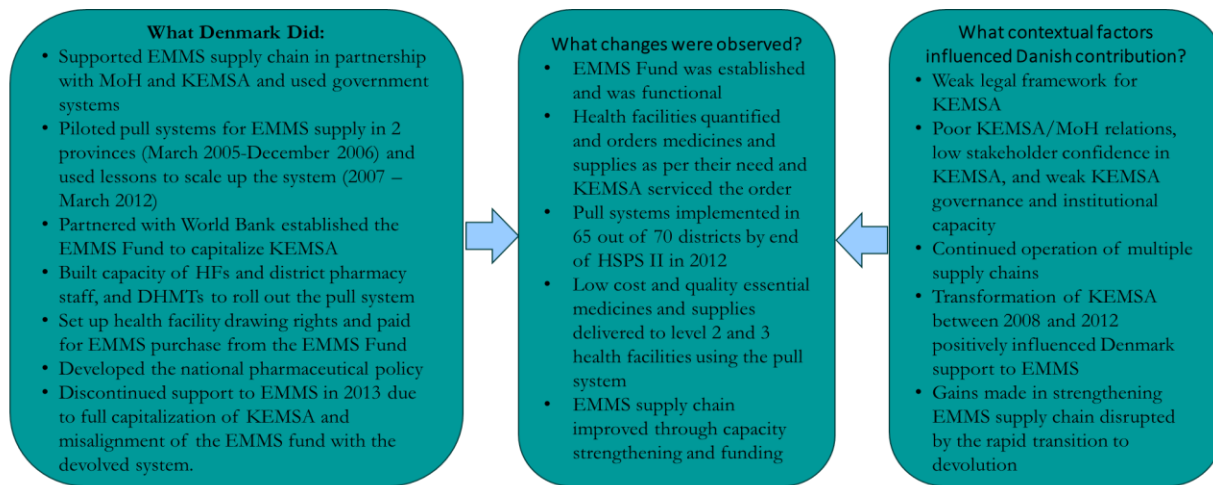 What Denmark Did:
• Supported EMMS supply chain in partnership
with MoH and KEMSA and used government
systems
• Piloted pull systems for EMMS supply in 2
provinces (March 2005-December 2006) and
used lessons to scale up the system (2007 –
March 2012)
• Partnered with World Bank established the
EMMS Fund to capitalize KEMSA
• Built capacity of HFs and district pharmacy
staff, and DHMTs to roll out the pull system
• Set up health facility drawing rights and paid
for EMMS purchase from the EMMS Fund
• Developed the national pharmaceutical policy
• Discontinued support to EMMS in 2013 due
to full capitalization of KEMSA and
misalignment of the EMMS fund with the
devolved system.
What changes were observed?
• EMMS Fund was established
and was functional
• Health facilities quantified
and orders medicines and
supplies as per their need and
KEMSA serviced the order
• Pull systems implemented in
65 out of 70 districts by end
of HSPS II in 2012
• Low cost and quality essential
medicines and supplies
delivered to level 2 and 3
health facilities using the pull
system
• EMMS supply chain
improved through capacity
strengthening and funding
What contextual factors
influenced Danish contribution?
• Weak legal framework for
KEMSA
• Poor KEMSA/MoH relations,
low stakeholder confidence in
KEMSA, and weak KEMSA
governance and institutional
capacity
• Continued operation of multiple
supply chains
• Transformation of KEMSA
between 2008 and 2012
positively influenced Denmark
support to EMMS
• Gains made in strengthening
EMMS supply chain disrupted
by the rapid transition to
devolution